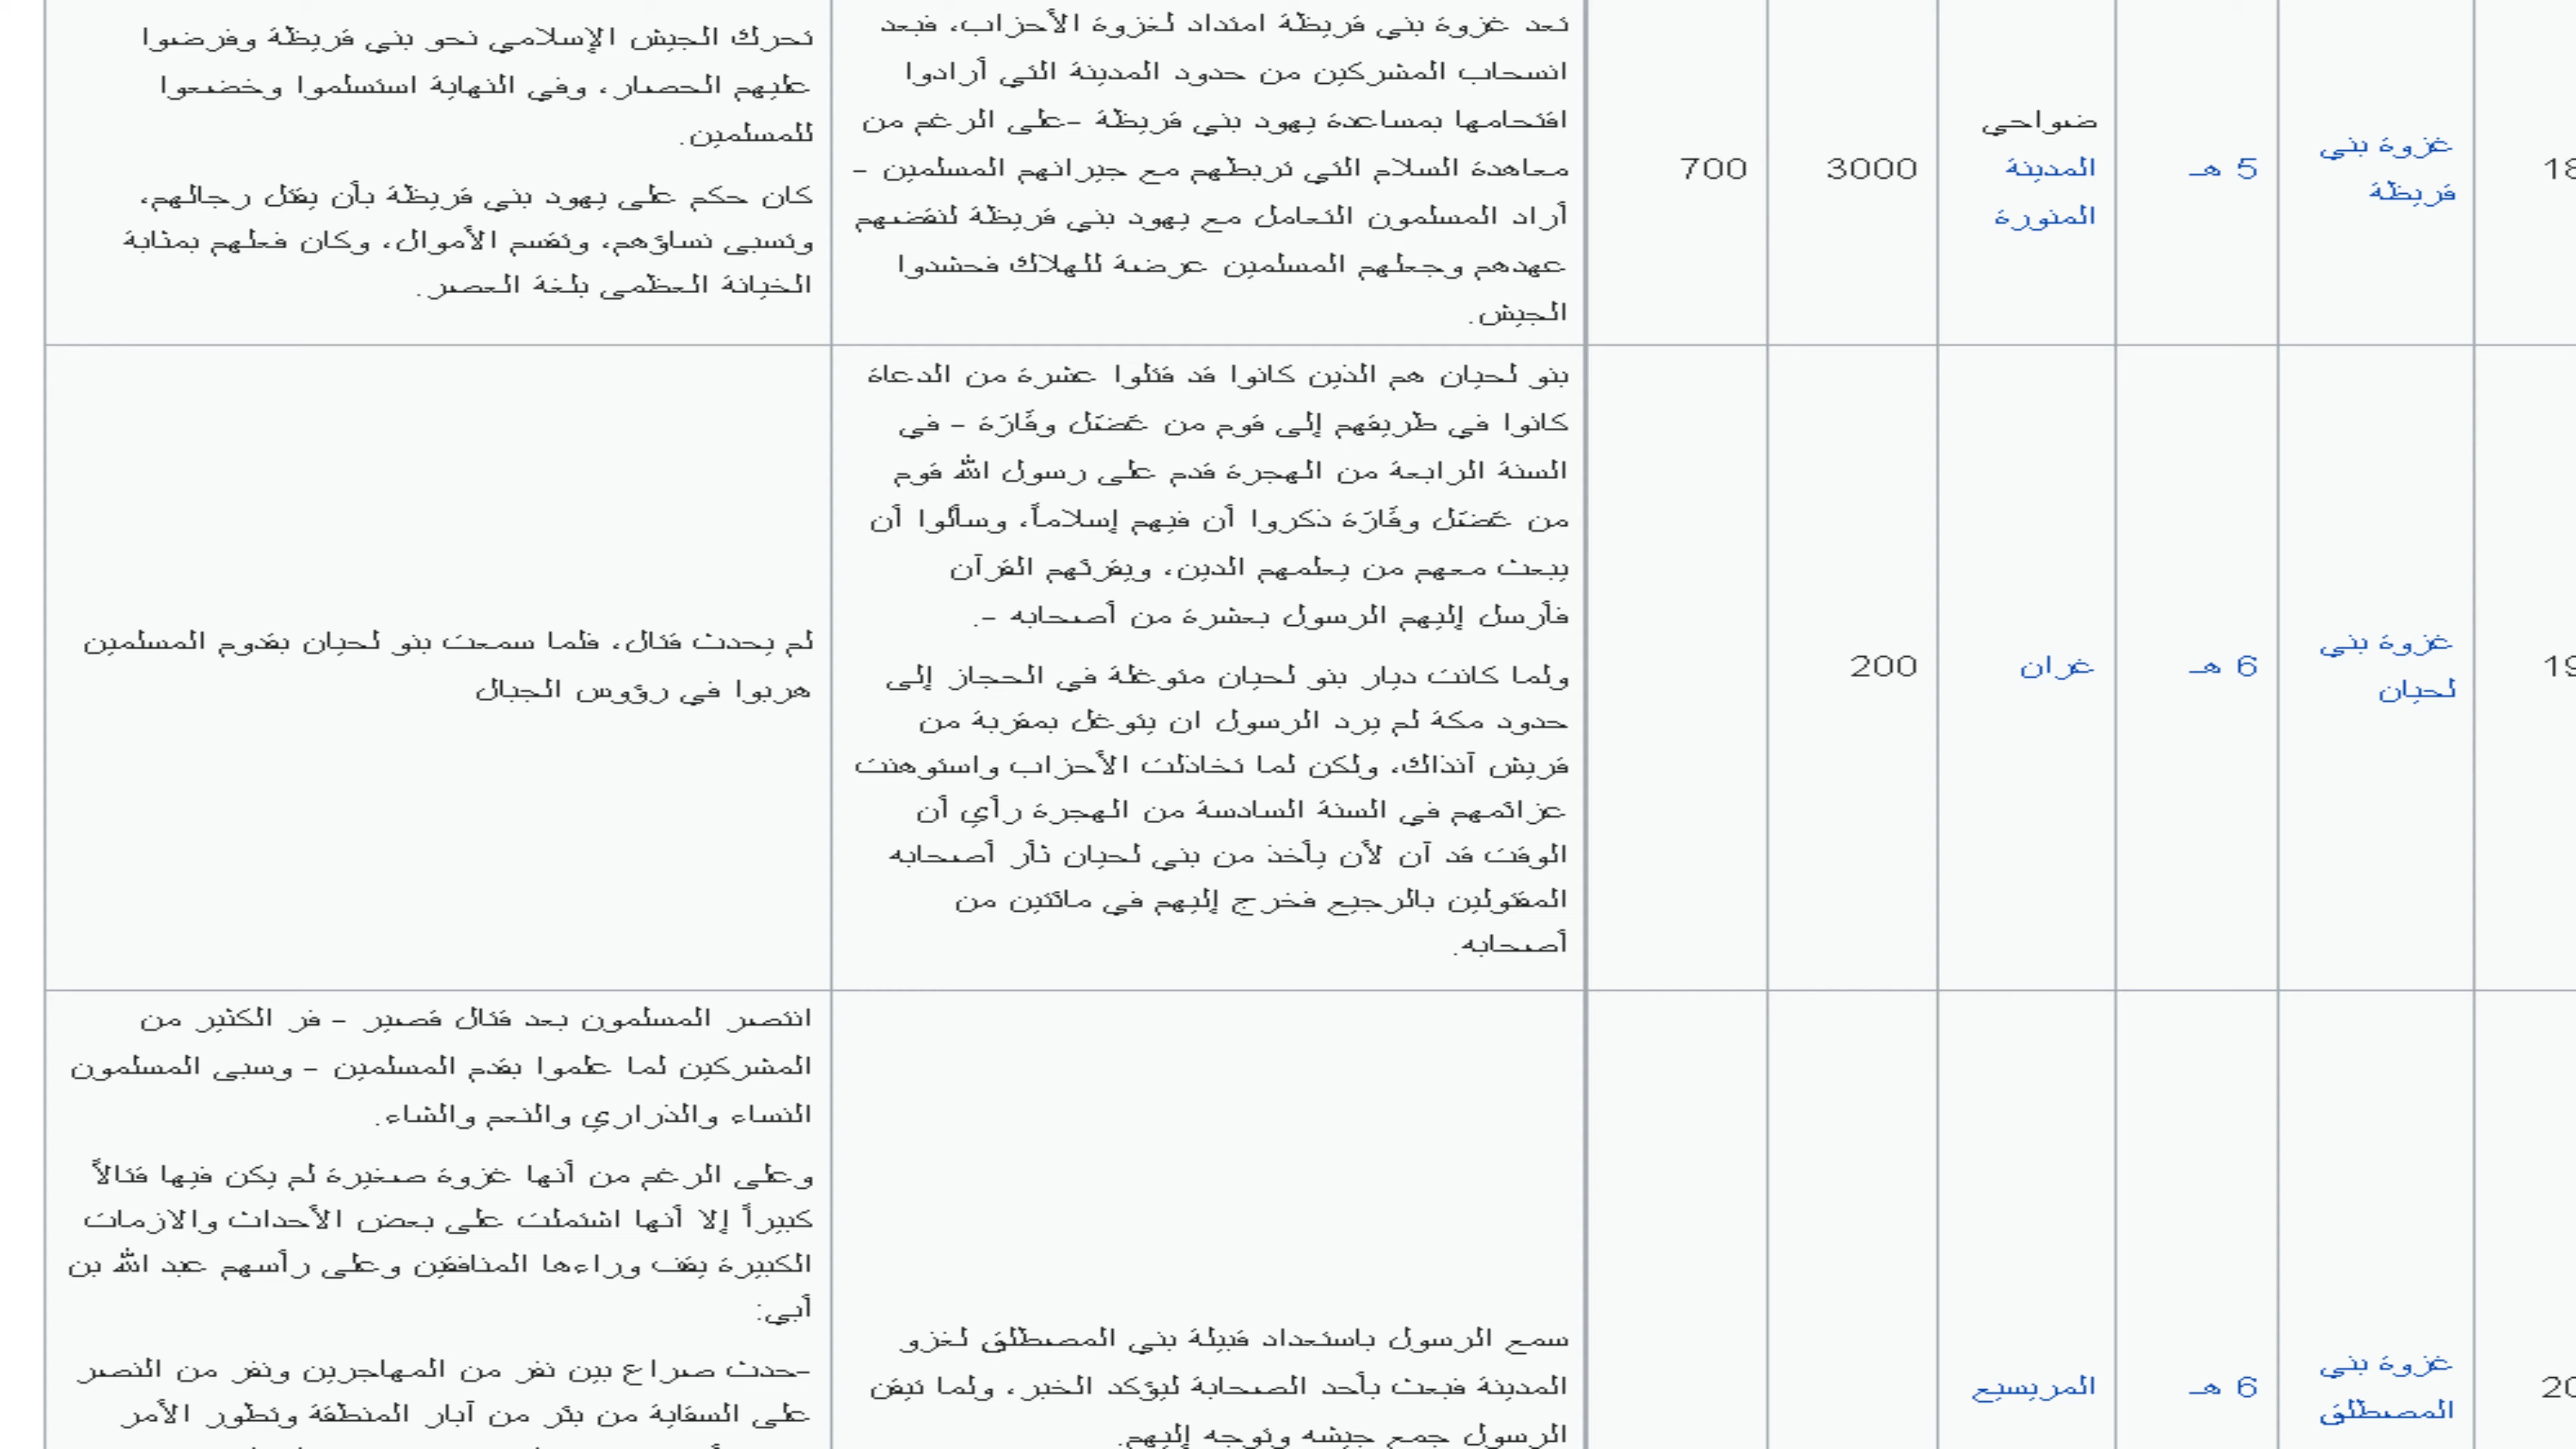 18
غزوة بني
قريظة
5 هـ
ضواحي
المدينة
المنورة
3000
700
تعد غزوة بني قريظة امتداد لغزوة الأحزاب، فبعد
انسحاب المشركين من حدود المدينة التي أرادوا
اقتحامها بمساعدة يهود بني قريظة -على الرغم من
معاهدة السلام التي تربطهم مع جيرانهم المسلمين -
أراد المسلمون التعامل مع يهود بني قريظة لنقضهم
عهدهم وجعلهم المسلمين عرضة للهلاك فحشدوا
الجيش.
تحرك الجيش الإسلامي نحو بني قريظة وفرضوا
عليهم الحصار، وفي النهاية استسلموا وخضعوا
للمسلمين.
كان حكم على يهود بني قريظة بأن يقتل رجالهم،
وتسبى نساؤهم، وتقسم الأموال، وكان فعلهم بمثابة
الخيانة العظمى بلغة العصر.
19
غزوة بني
لحيان
6 هـ
غران
200
بنو لحيان هم الذين كانوا قد قتلوا عشرة من الدعاة
كانوا في طريقهم إلى قوم من عَضَل وقَارَة - في
السنة الرابعة من الهجرة قدم على رسول الله قوم
من عَضَل وقَارَة ذكروا أن فيهم إسلاماً، وسألوا أن
يبعث معهم من يعلمهم الدين، ويقرئهم القرآن
فأرسل إليهم الرسول بعشرة من أصحابه -.
ولما كانت ديار بنو لحيان متوغلة في الحجاز إلى
حدود مكة لم يرد الرسول ان يتوغل بمقربة من
قريش آنذاك، ولكن لما تخاذلت الأحزاب واستوهنت
عزائمهم في السنة السادسة من الهجرة رأي أن
الوقت قد آن لأن يأخذ من بني لحيان ثأر أصحابه
المقتولين بالرجيع فخرج إليهم في مائتين من
أصحابه.
لم يحدث قتال، فلما سمعت بنو لحيان بقدوم المسلمين
هربوا في رؤوس الجبال
20
غزوة بني
المصطلق
6 هـ
المريسيع
سمع الرسول باستعداد قبيلة بني المصطلق لغزو
المدينة فبعث بأحد الصحابة ليؤكد الخبر، ولما تيقن
الرسول جمع جيشه وتوجه إليهم.
انتصر المسلمون بعد قتال قصير - فر الكثير من
المشركين لما علموا بقدم المسلمين - وسبى المسلمون
النساء والذراري والنعم والشاء.
وعلى الرغم من أنها غزوة صغيرة لم يكن فيها قتالاً
كبيراً إلا أنها اشتملت على بعض الأحداث والازمات
الكبيرة يقف وراءها المنافقين وعلى رأسهم عبد الله بن
أبي:
-حدث صراع بين نفر من المهاجرين ونفر من النصر
على السقاية من بئر من آبار المنطقة وتطور الأمر